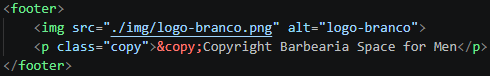 <footer>
<img src="./img/logo-branco.png" alt="logo-branco">
<p class="copy">&copy;Copyright Barbearia Space for Men</p>
</footer>